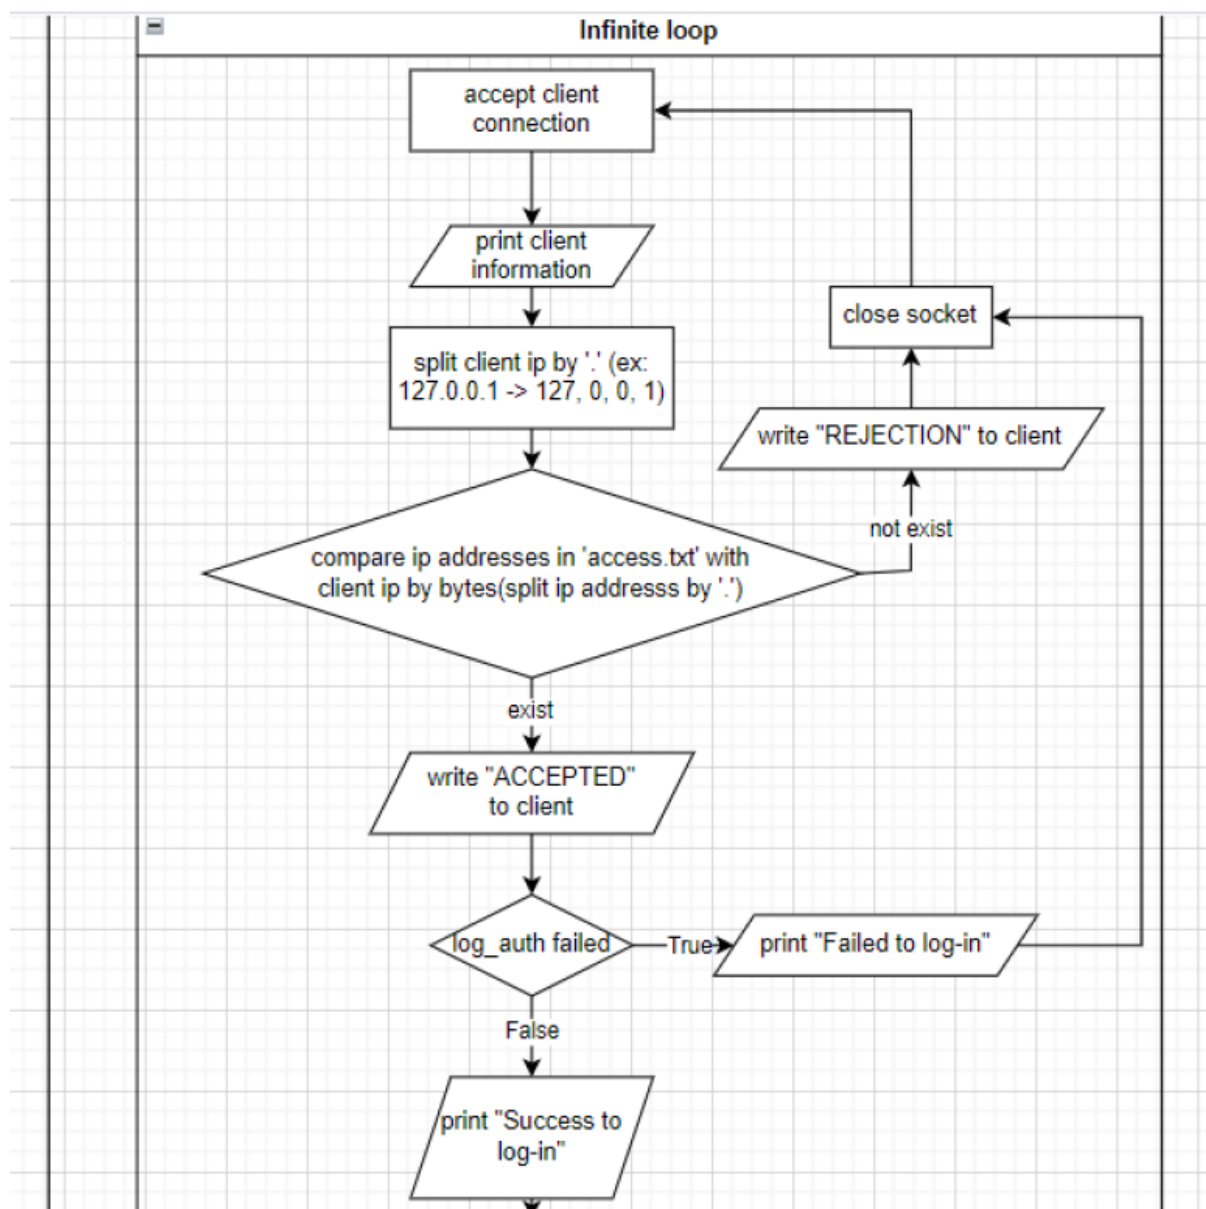 Infinite loop
accept client
connection
print client
information
split client ip by '.' (ex:
127.0.0.1 -> 127, 0, 0, 1)
close socket
write "REJECTION" to client
not exist
compare ip addresses in 'access.txt' with
client ip by bytes(split ip addresss by '.')
exist
write "ACCEPTED"
to client
log_auth failed
True
print "Failed to log-in"
False
print "Success to
log-in"